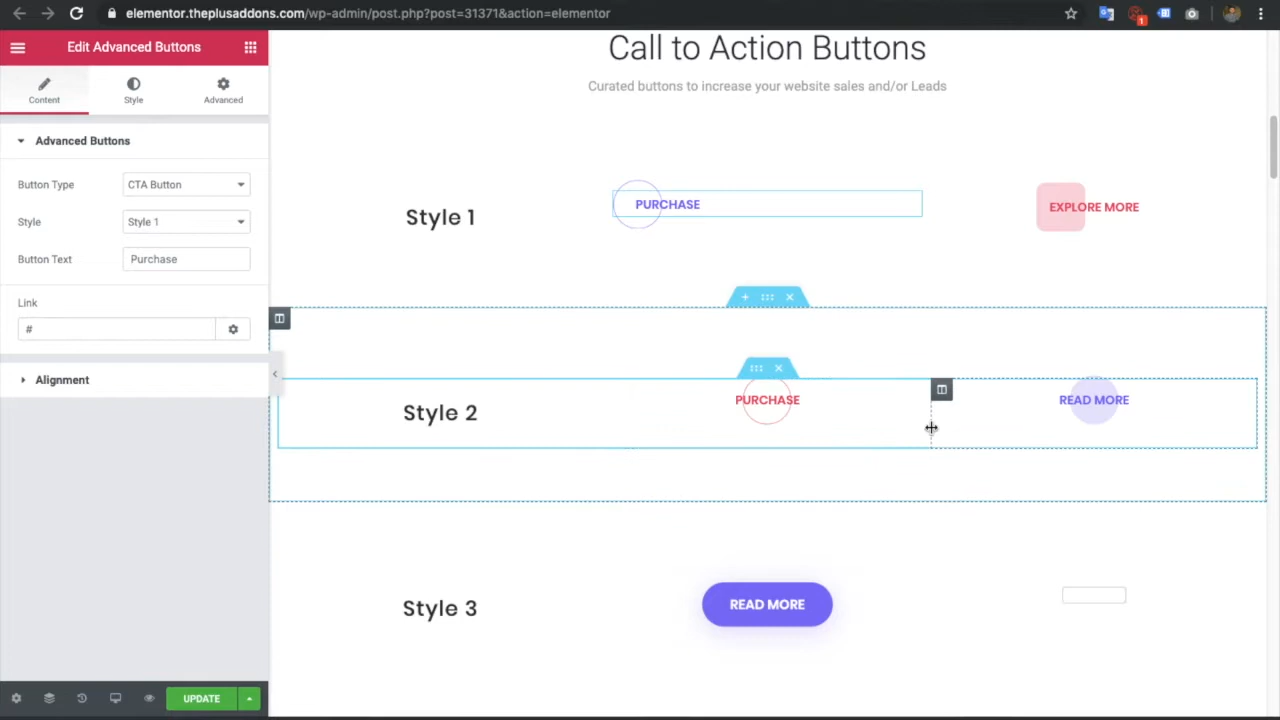 elementor.theplusaddons.com/wp-admin/post.php?post=31371&action=elementor
1
Edit Advanced Buttons
Content
Style
Advanced
Advanced Buttons
Button Type
CTA Button
Style
Style 1
Button Text
Purchase
Link
#
Alignment
UPDATE
Call to Action Buttons
Curated buttons to increase your website sales and/or Leads
Style 1
PURCHASE
EXPLORE MORE
Style 2
PURCHASE
READ MORE
Style 3
READ MORE